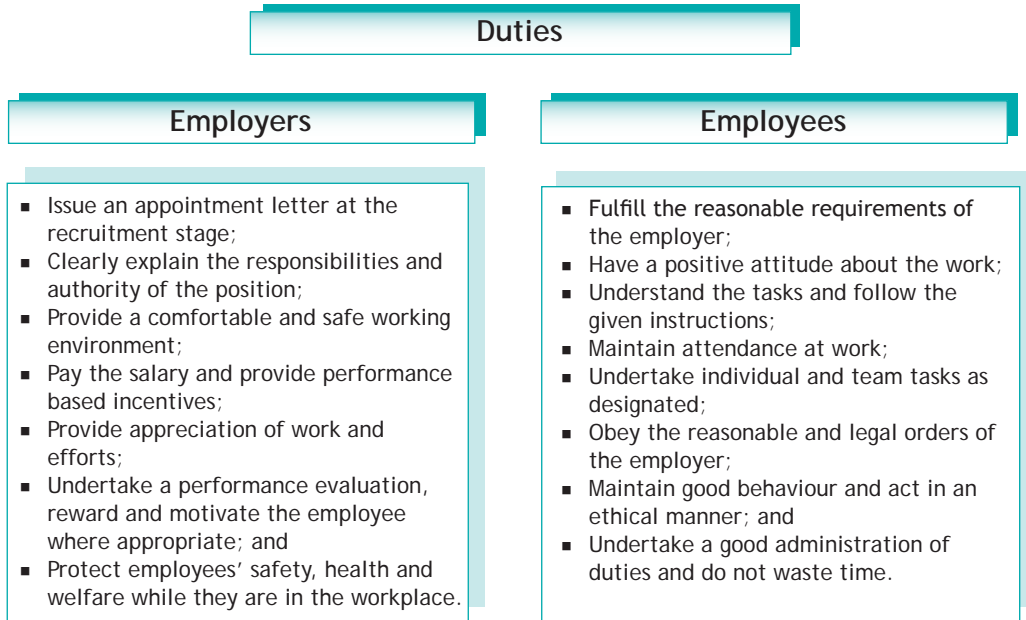 Duties
Employers
▪ Issue an appointment letter at the
recruitment stage;
▪ Clearly explain the responsibilities and
authority of the position;
▪ Provide a comfortable and safe working
environment;
▪ Pay the salary and provide performance
based incentives;
▪ Provide appreciation of work and
efforts;
▪ Undertake a performance evaluation,
reward and motivate the employee
where appropriate; and
▪ Protect employees’ safety, health and
welfare while they are in the workplace.
Employees
▪ Fulfill the reasonable requirements of
the employer;
▪ Have a positive attitude about the work;
▪ Understand the tasks and follow the
given instructions;
▪ Maintain attendance at work;
▪ Undertake individual and team tasks as
designated;
▪ Obey the reasonable and legal orders of
the employer;
▪ Maintain good behaviour and act in an
ethical manner; and
▪ Undertake a good administration of
duties and do not waste time.